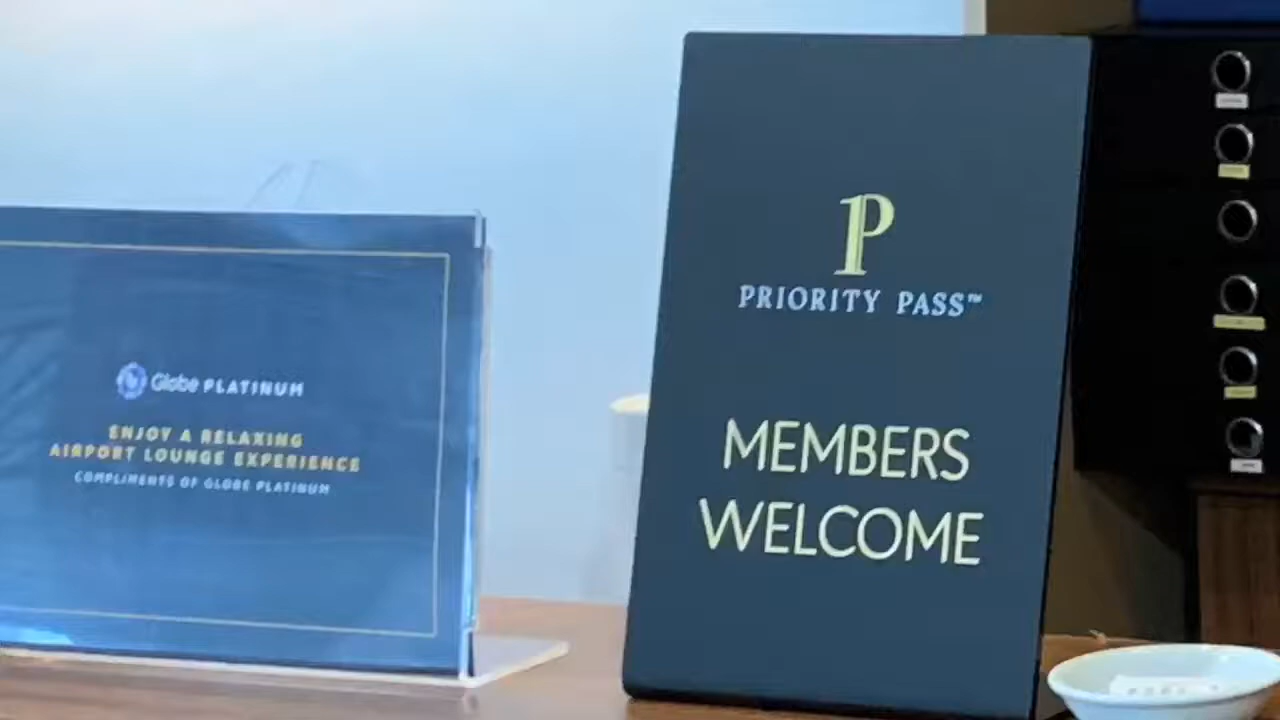 Globe PLATINUM
ENJOY A RELAXING
AIRPORT LOUNGE EXPERIENCE
COMPLIMENTS OF GLOBE PLATINUM
P
PRIORITY PASS™
MEMBERS
WELCOME